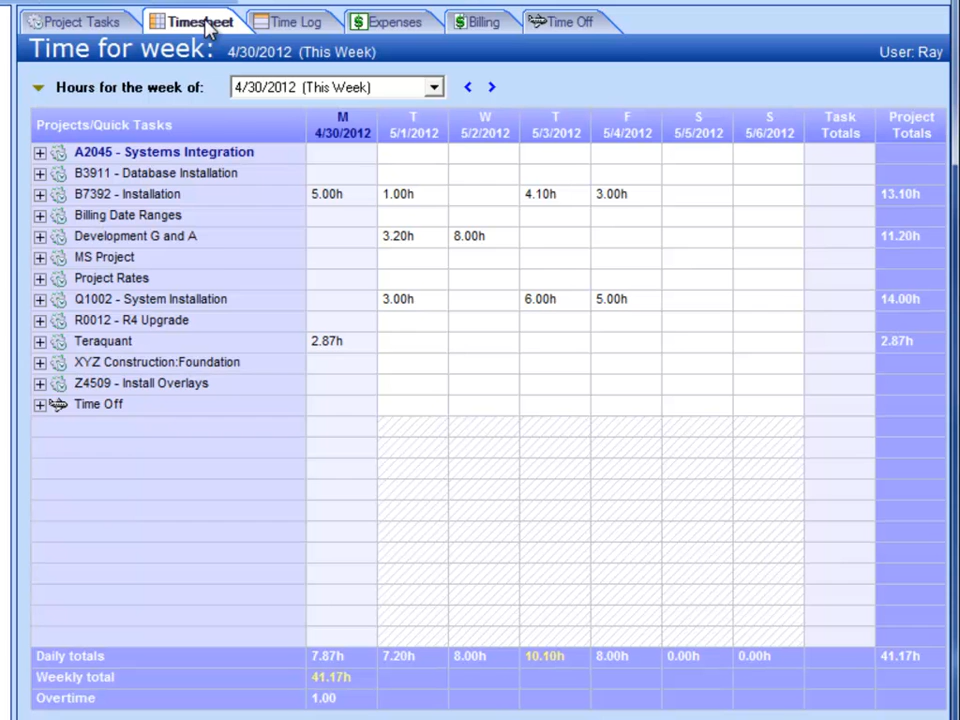 Project Tasks Timesheet Time Log Expenses Billing Time Off
Time for week: 4/30/2012 (This Week) User: Ray
Hours for the week of: 4/30/2012 (This Week) < >
Projects/Quick Tasks M 4/30/2012 T 5/1/2012 W 5/2/2012 T 5/3/2012 F 5/4/2012 S 5/5/2012 S 5/6/2012 Task Totals Project Totals
A2045 - Systems Integration
B3911 - Database Installation
B7392 - Installation 5.00h 1.00h 4.10h 3.00h 13.10h
Billing Date Ranges
Development G and A 3.20h 8.00h 11.20h
MS Project
Project Rates
Q1002 - System Installation 3.00h 6.00h 5.00h 14.00h
R0012 - R4 Upgrade
Teraquant 2.87h 2.87h
XYZ Construction:Foundation
Z4509 - Install Overlays
Time Off
Daily totals 7.87h 7.20h 8.00h 10.10h 8.00h 0.00h 0.00h 41.17h
Weekly total 41.17h
Overtime 1.00